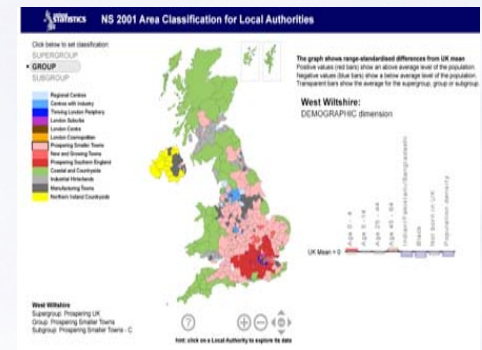 STATISTICS
NS 2001 Area Classification for Local Authorities
Click below to set classification:
SUPERGROUP
GROUP
SUBGROUP
Regional Centres
Centres with Industry
Thriving London Periphery
London Suburbs
London Centre
London Cosmopolitan
Prospering Smaller Towns
New and Growing Towns
Prospering Southern England
Coastal and Countryside
Industrial Hinterlands
Manufacturing Towns
Northern Ireland Countryside
The graph shows range-standardised differences from UK mean
Positive values (red bars) show an above average level of the population.
Negative values (blue bars) show a below average level of the population.
Transparent bars show the average for the supergroup, group or subgroup.
West Wiltshire:
DEMOGRAPHIC dimension
Age 0 - 4
Age 5 -14
Age 25 - 44
Age 45 - 64
Indian/Pakistani/Bangladeshi
Black
Not born in UK
Population density
UK Mean = 0
West Wiltshire
Supergroup: Prospering UK
Group: Prospering Smaller Towns
Subgroup: Prospering Smaller Towns - C
?
hint: click on a Local Authority to explore its data